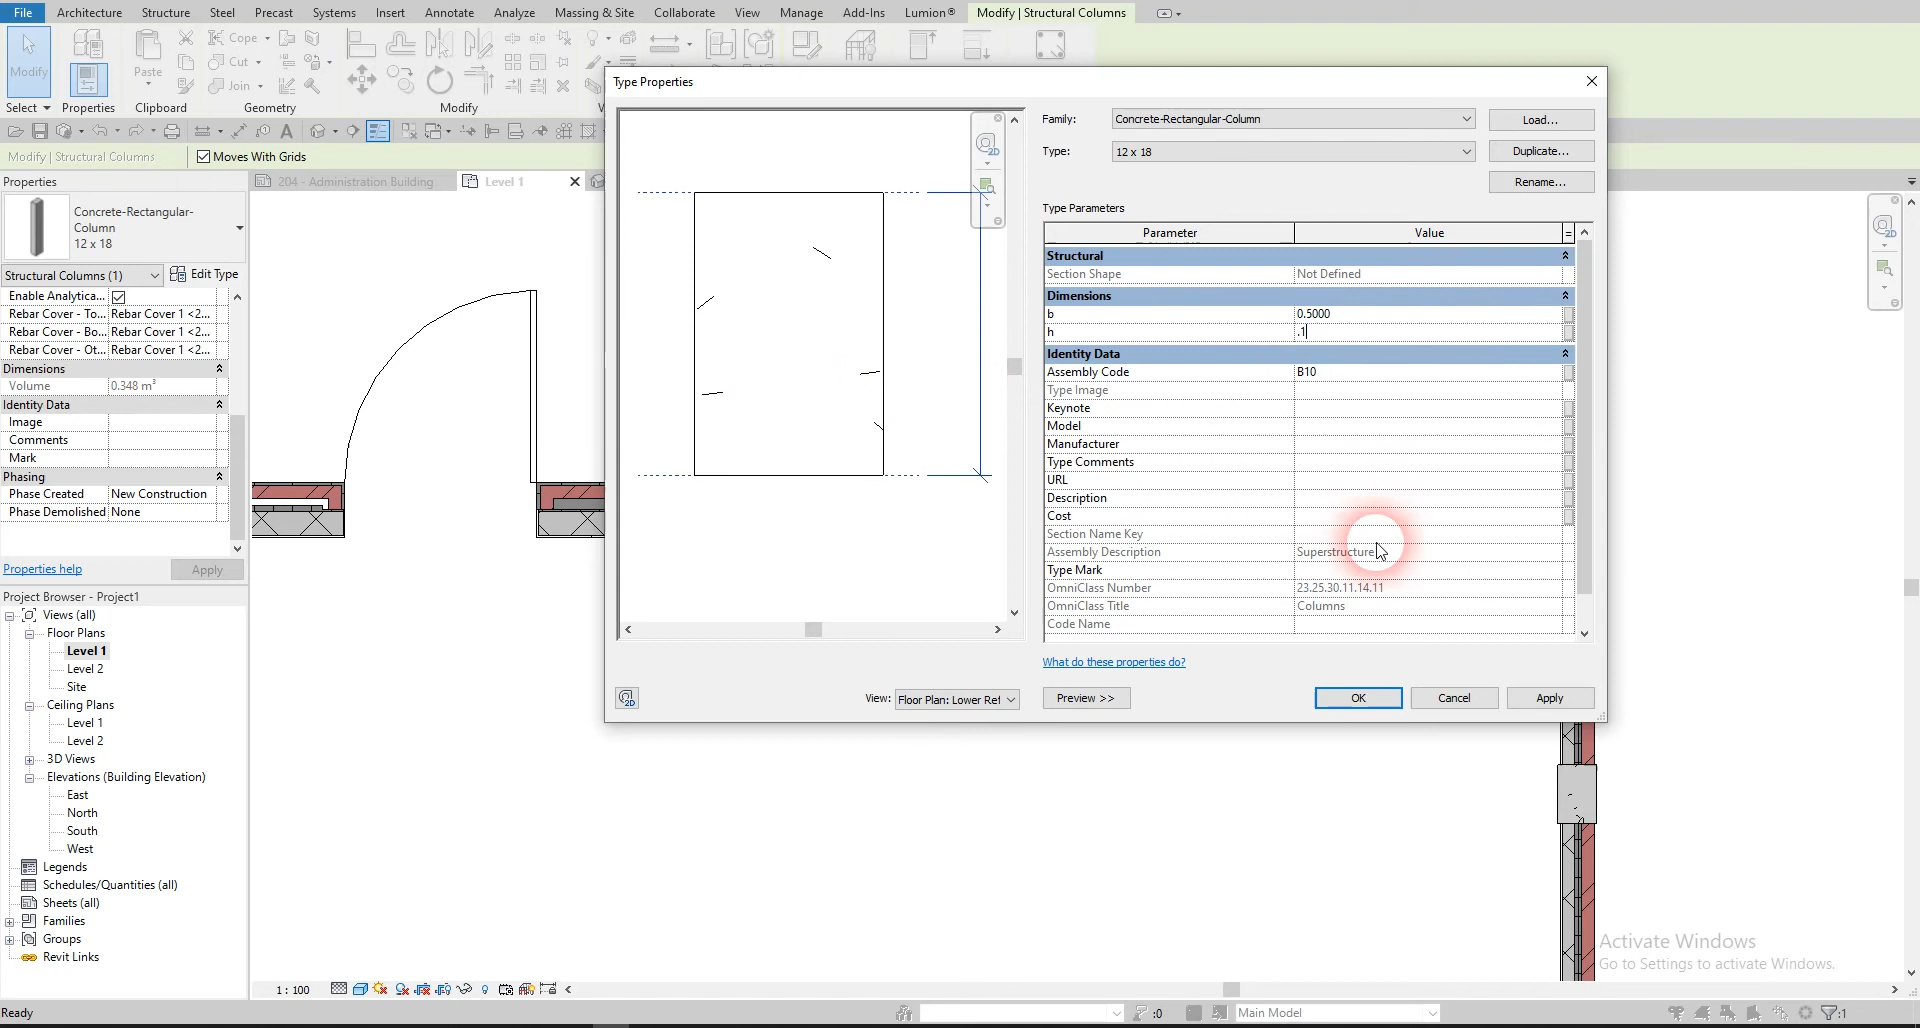 File Architecture Structure Steel Precast Systems Insert Annotate Analyze Massing & Site Collaborate View Manage Add-Ins Lumion® Modify | Structural Columns
Modify
Paste
Cope
Cut
Join
Select Properties Clipboard Geometry Modify
Modify | Structural Columns Moves With Grids
Properties
204 - Administration Building Level 1
Concrete-Rectangular-
Column
12 x 18
Structural Columns (1) Edit Type
Enable Analytica...
Rebar Cover - To... Rebar Cover 1 <2...
Rebar Cover - Bo... Rebar Cover 1 <2...
Rebar Cover - Ot... Rebar Cover 1 <2...
Dimensions
Volume 0.348 m³
Identity Data
Image
Comments
Mark
Phasing
Phase Created New Construction
Phase Demolished None
Properties help Apply
Project Browser - Project1
Views (all)
Floor Plans
Level 1
Level 2
Site
Ceiling Plans
Level 1
Level 2
3D Views
Elevations (Building Elevation)
East
North
South
West
Legends
Schedules/Quantities (all)
Sheets (all)
Families
Groups
Revit Links
Type Properties
Family: Concrete-Rectangular-Column Load...
Type: 12 x 18 Duplicate...
Rename...
Type Parameters
Parameter Value =
Structural
Section Shape Not Defined
Dimensions
b 0.5000
h .1
Identity Data
Assembly Code B10
Type Image
Keynote
Model
Manufacturer
Type Comments
URL
Description
Cost
Section Name Key
Assembly Description Superstructure
Type Mark
OmniClass Number 23.25.30.11.14.11
OmniClass Title Columns
Code Name
What do these properties do?
View: Floor Plan: Lower Ref Preview >> OK Cancel Apply
2D
2D
2D
Activate Windows
Go to Settings to activate Windows.
1 : 100
Ready :0 Main Model :1